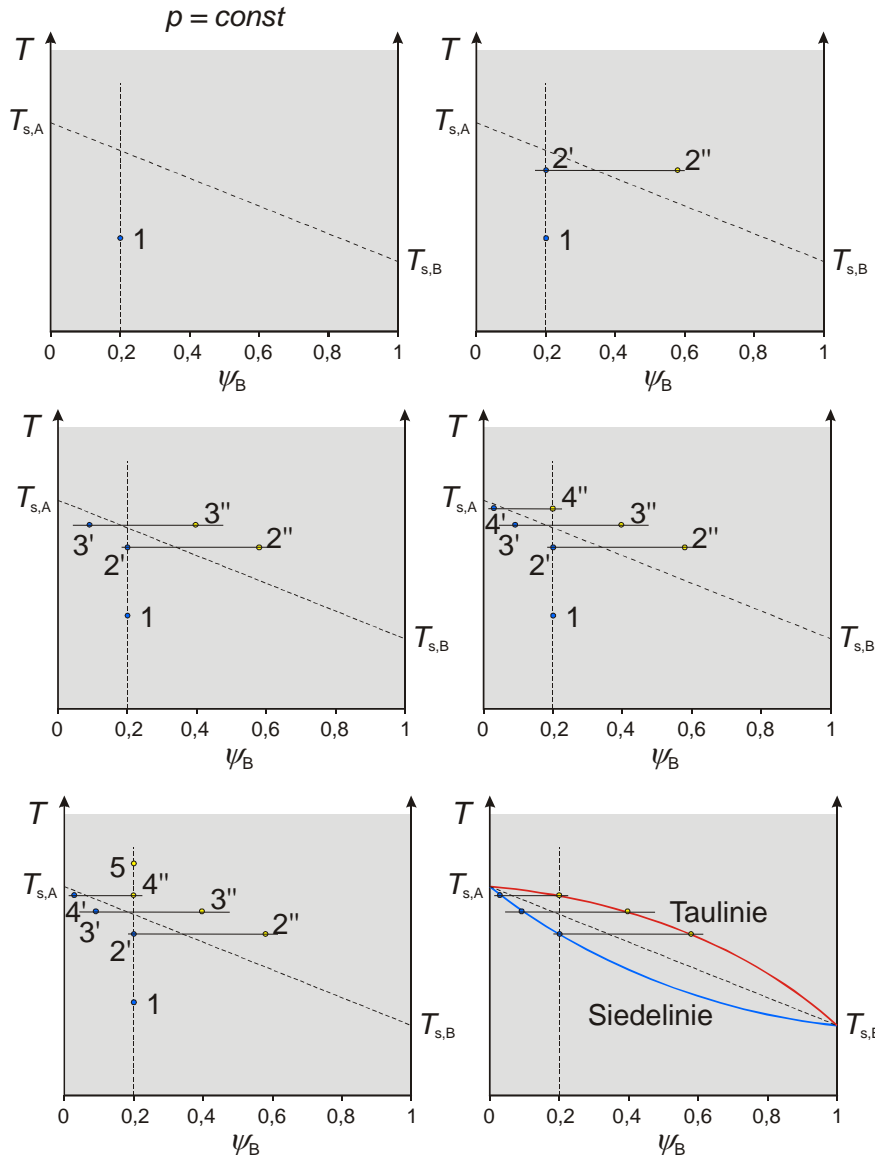 p = const
T
T
T_s,A
2'
2"
1
1
T_s,B
T_s,B
0 0,2 0,4 0,6 0,8 1
0 0,2 0,4 0,6 0,8 1
ψ_B
ψ_B
T
T
T_s,A
3'
3"
2'
2"
1
T_s,B
0 0,2 0,4 0,6 0,8 1
ψ_B
T_s,A
4'
4"
3'
3"
2'
2"
1
T_s,B
0 0,2 0,4 0,6 0,8 1
ψ_B
T
T
5
T_s,A
4'
4"
3'
3"
2'
2"
1
T_s,B
0 0,2 0,4 0,6 0,8 1
ψ_B
T_s,A
Taulinie
Siedelinie
T_s,B
0 0,2 0,4 0,6 0,8 1
ψ_B